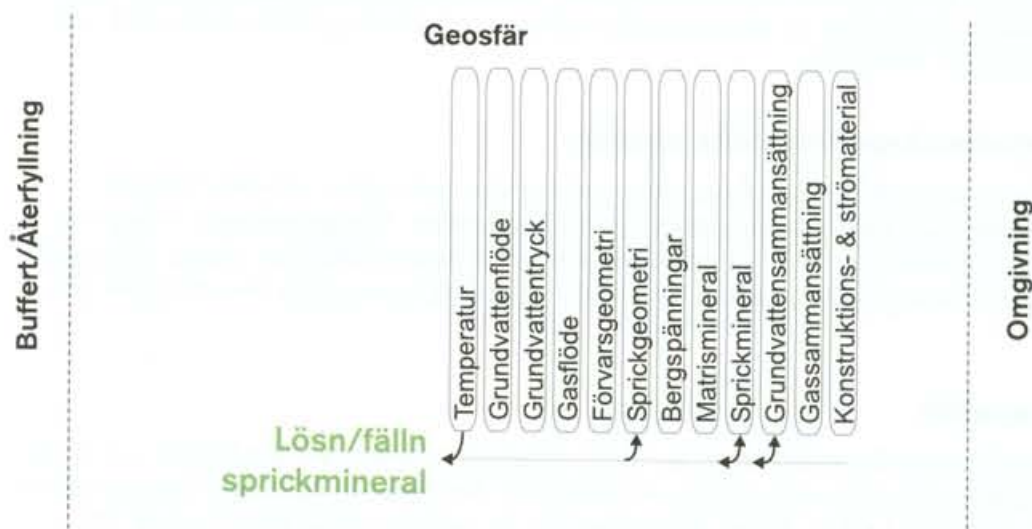 Geosfär
Buffert/Återfyllning
Temperatur
Grundvattenflöde
Grundvattentryck
Gasflöde
Förvarsgeometri
Sprickgeometri
Bergspänningar
Matrismineral
Sprickmineral
Grundvattensammansättning
Gassammansättning
Konstruktions- & strömaterial
Omgivning
Lösn/fälln
sprickmineral